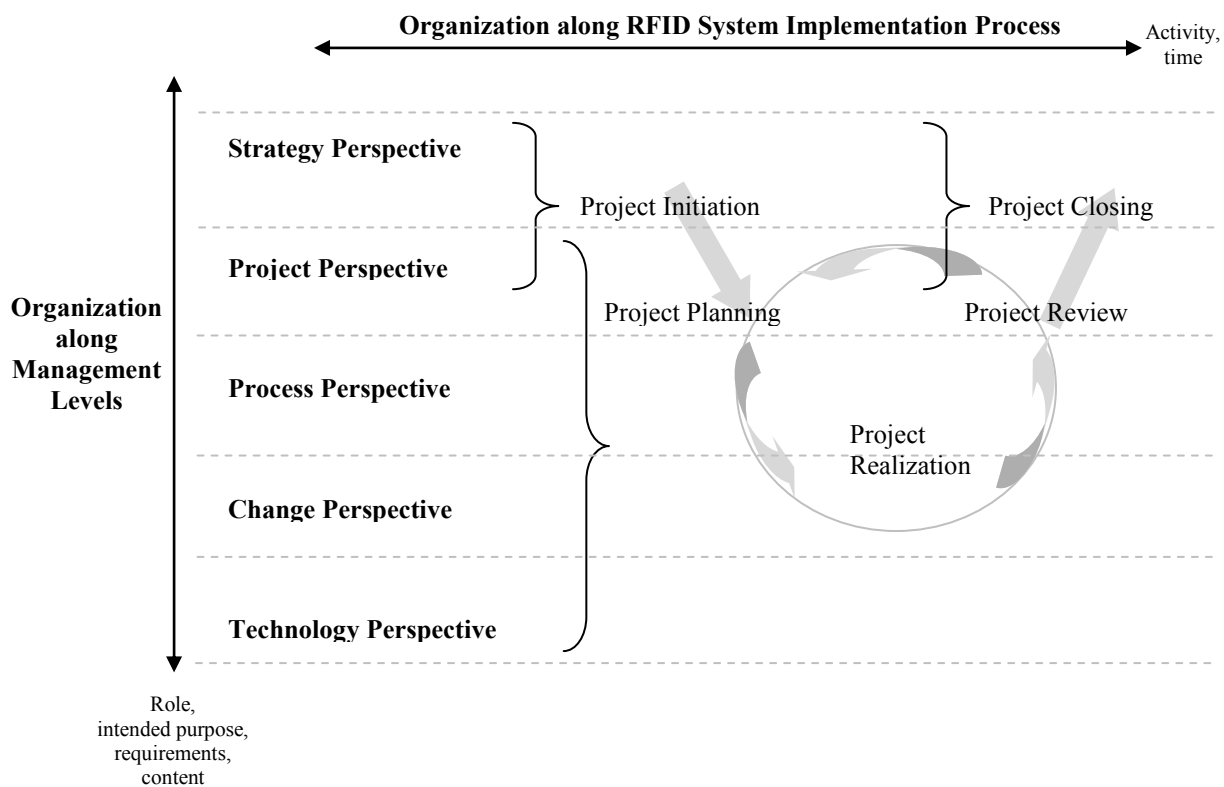 Organization along RFID System Implementation Process
Activity,
time
Strategy Perspective
Project Initiation
Project Closing
Project Perspective
Organization
along
Management
Levels
Project Planning
Project Review
Process Perspective
Project
Realization
Change Perspective
Technology Perspective
Role,
intended purpose,
requirements,
content